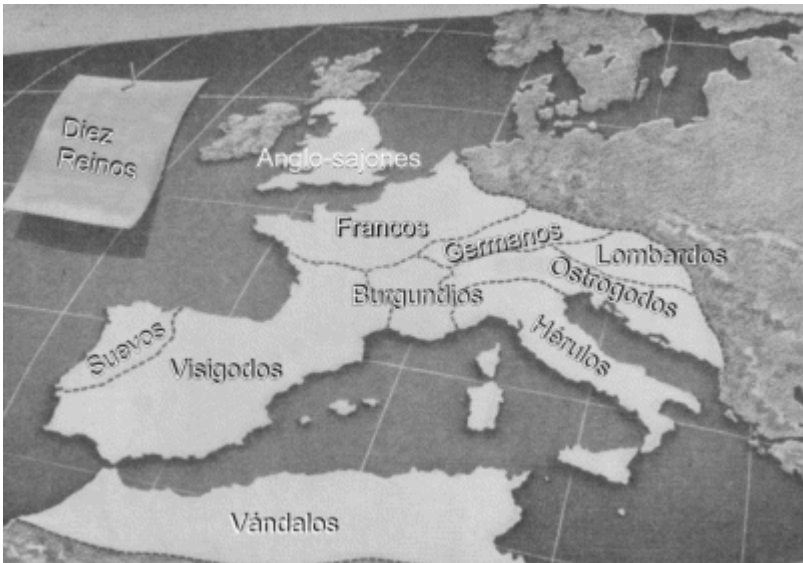 Diez
Reinos
Anglo-sajones
Francos
Germanos
Lombardos
Ostrogodos
Burgundios
Hérulos
Suevos
Visigodos
Vándalos